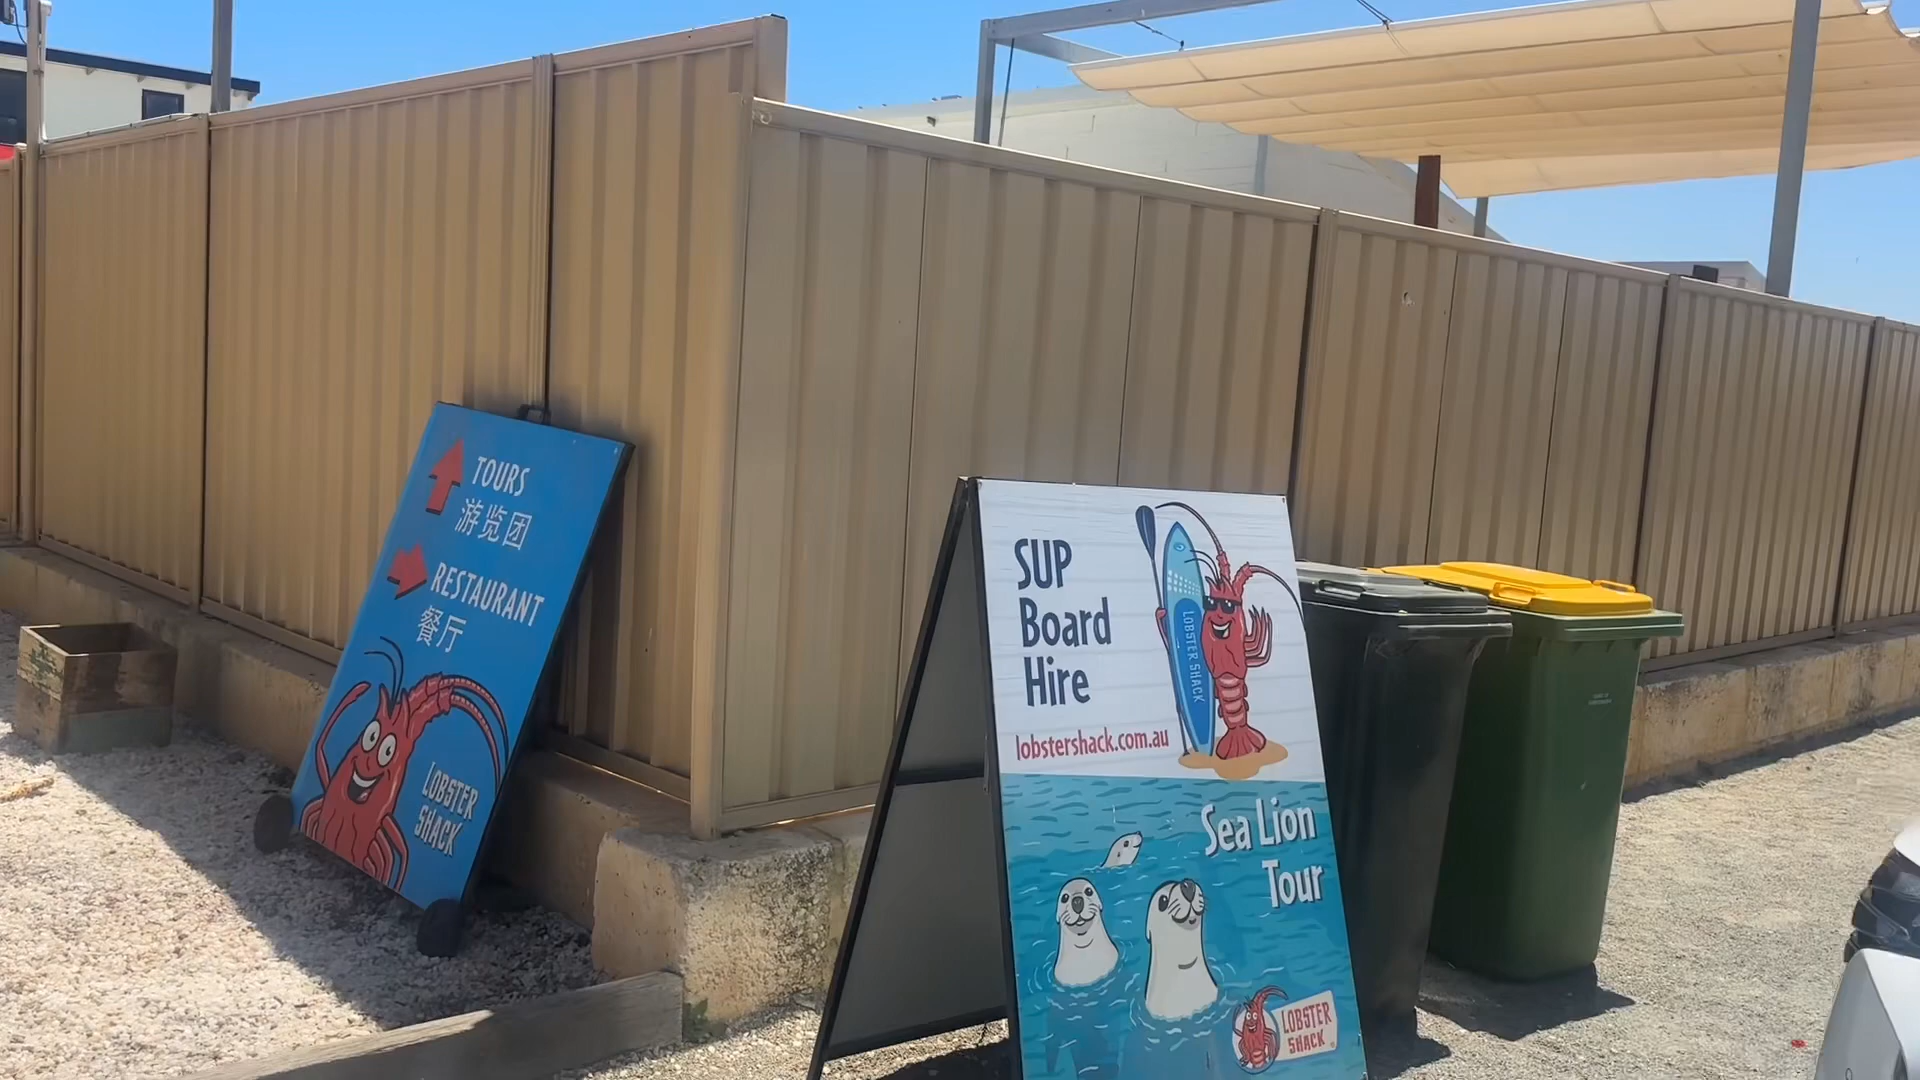 TOURS
游览团
RESTAURANT
餐厅
LOBSTER
SHACK
SUP
Board
Hire
LOBSTER SHACK
lobstershack.com.au
Sea Lion
Tour
LOBSTER
SHACK